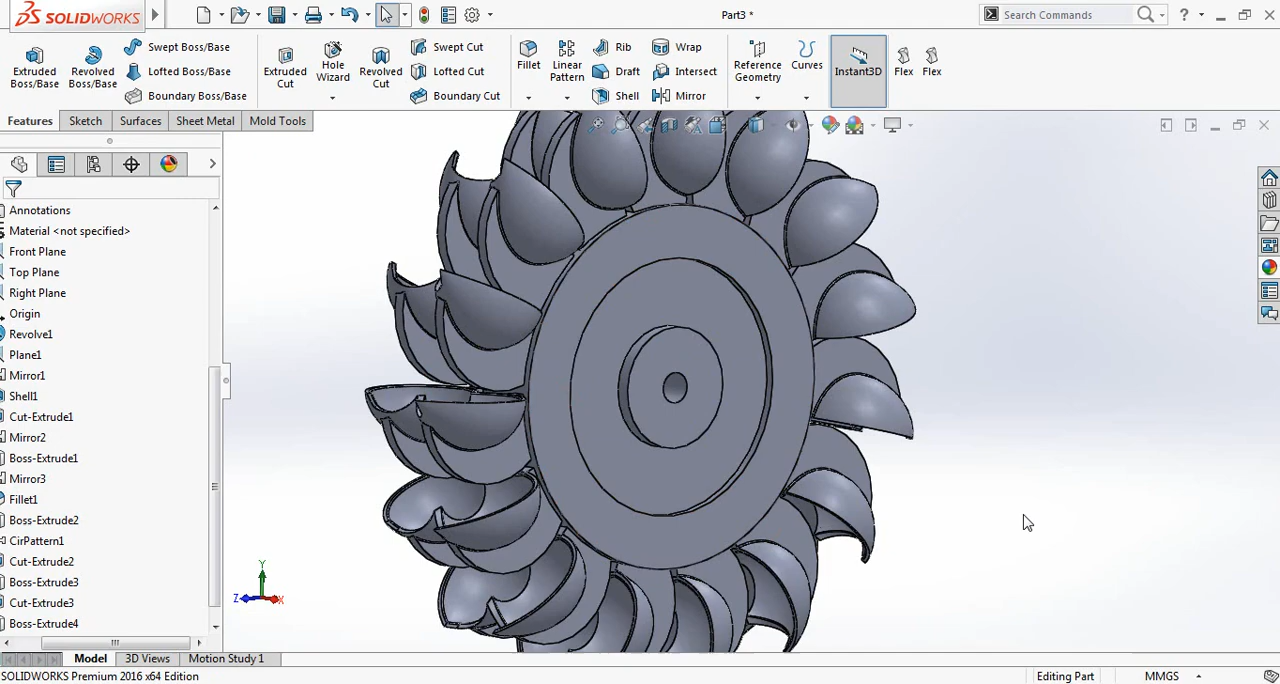 SOLIDWORKS
Part3 *
Search Commands
?
Extruded Boss/Base
Revolved Boss/Base
Swept Boss/Base
Lofted Boss/Base
Boundary Boss/Base
Extruded Cut
Hole Wizard
Revolved Cut
Swept Cut
Lofted Cut
Boundary Cut
Fillet
Linear Pattern
Rib
Draft
Shell
Wrap
Intersect
Mirror
Reference Geometry
Curves
Instant3D
Flex
Flex
Features
Sketch
Surfaces
Sheet Metal
Mold Tools
Annotations
Material <not specified>
Front Plane
Top Plane
Right Plane
Origin
Revolve1
Plane1
Mirror1
Shell1
Cut-Extrude1
Mirror2
Boss-Extrude1
Mirror3
Fillet1
Boss-Extrude2
CirPattern1
Cut-Extrude2
Boss-Extrude3
Cut-Extrude3
Boss-Extrude4
Y
Z
X
Model
3D Views
Motion Study 1
SOLIDWORKS Premium 2016 x64 Edition
Editing Part
MMGS